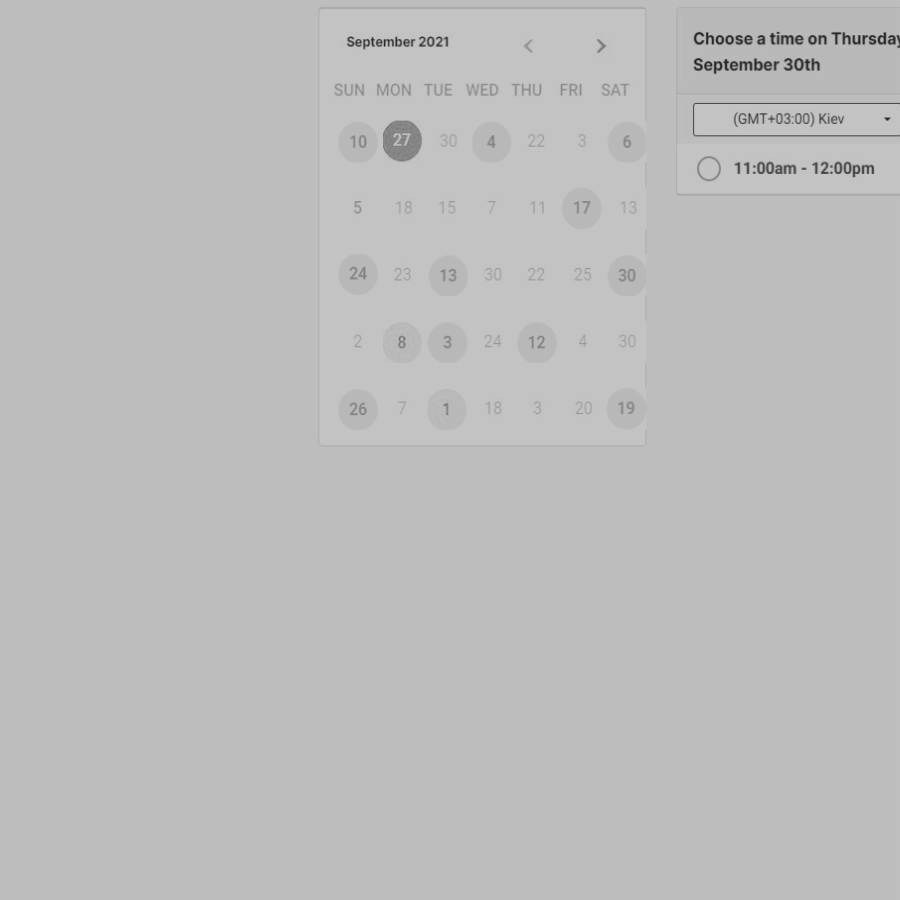 September 2021
SUN MON TUE WED THU FRI SAT
10 27 30 4 22 3 6
5 18 15 7 11 17 13
24 23 13 30 22 25 30
2 8 3 24 12 4 30
26 7 1 18 3 20 19
Choose a time on Thursday
September 30th
(GMT+03:00) Kiev
11:00am - 12:00pm